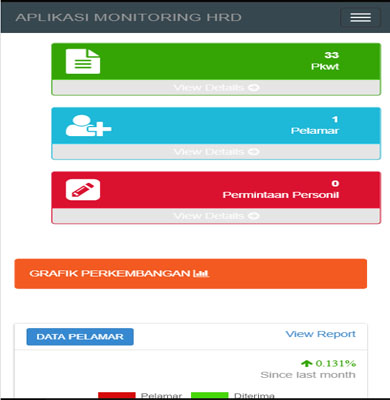 APLIKASI MONITORING HRD
33
Pkwt
View Details
1
Pelamar
View Details
0
Permintaan Personil
View Details
GRAFIK PERKEMBANGAN
DATA PELAMAR
View Report
0.131%
Since last month
Pelamar
Diterima